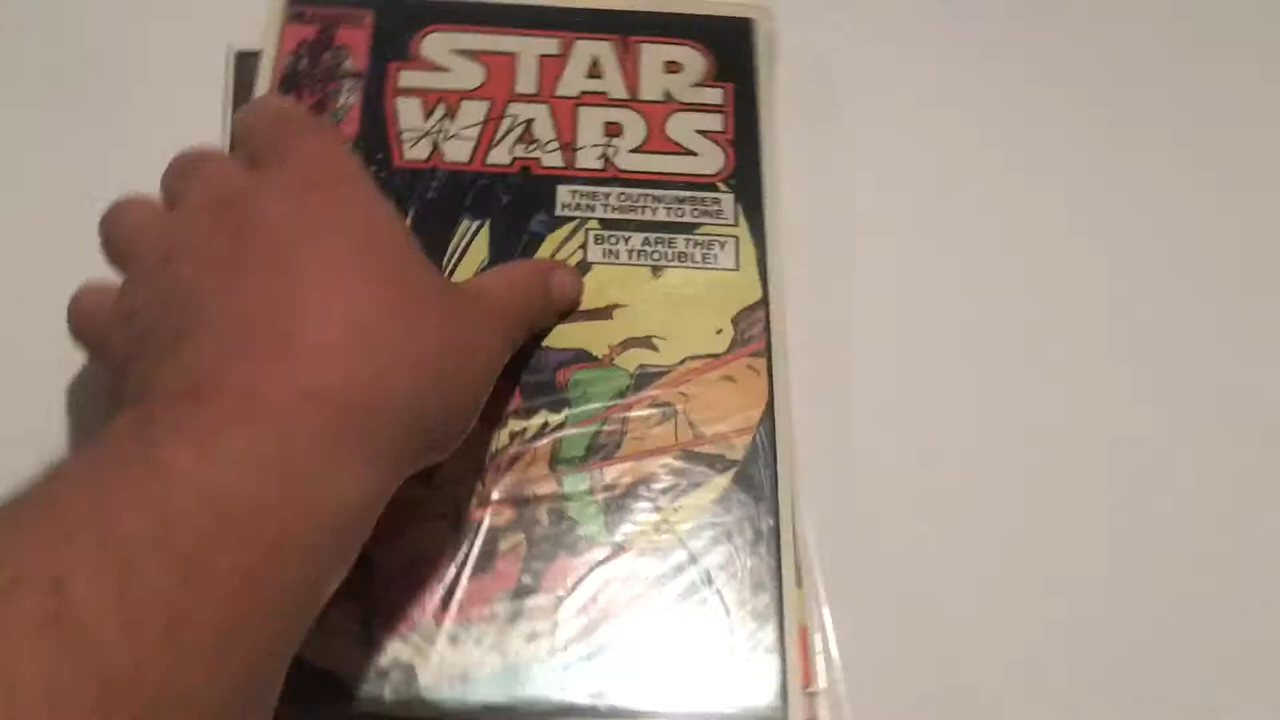 STAR
WARS
THEY OUTNUMBER
HAN THIRTY TO ONE.
BOY, ARE THEY
IN TROUBLE!